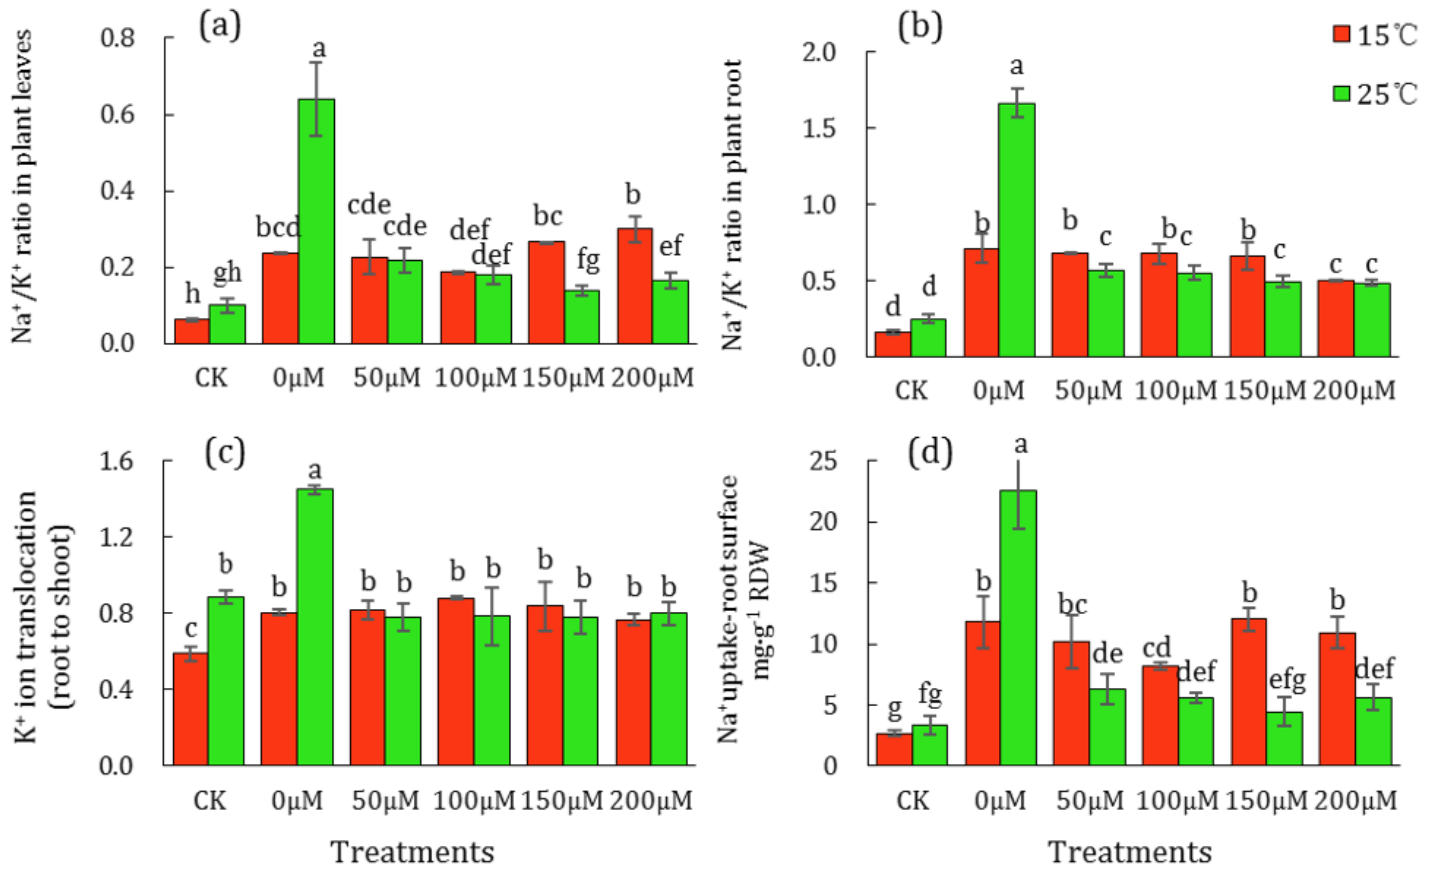 (a)
Na⁺/K⁺ ratio in plant leaves
0.8
0.6
0.4
0.2
0.0
h gh bcd a cde cde def def bc fg b ef
CK 0μM 50μM 100μM 150μM 200μM
(b)
15℃
25℃
Na⁺/K⁺ ratio in plant root
2.0
1.5
1.0
0.5
0.0
d d b a b c b c b c c c
CK 0μM 50μM 100μM 150μM 200μM
(c)
K⁺ ion translocation
(root to shoot)
1.6
1.2
0.8
0.4
0.0
c b b a b b b b b b b b
CK 0μM 50μM 100μM 150μM 200μM
Treatments
(d)
Na⁺uptake-root surface
mg·g⁻¹ RDW
25
20
15
10
5
0
g fg b a bc de cd def b efg b def
CK 0μM 50μM 100μM 150μM 200μM
Treatments